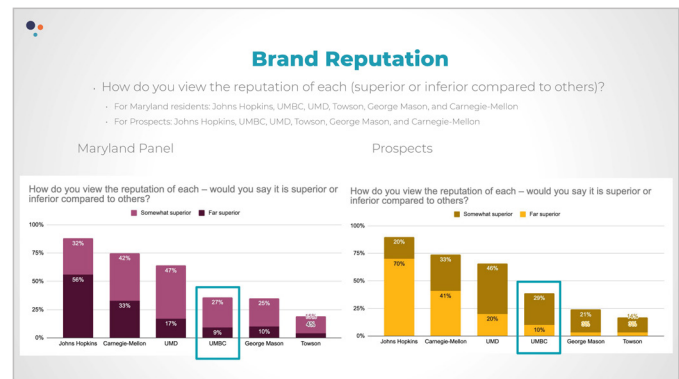 Brand Reputation
· How do you view the reputation of each (superior or inferior compared to others)?
· For Maryland residents: Johns Hopkins, UMBC, UMD, Towson, George Mason, and Carnegie-Mellon
· For Prospects: Johns Hopkins, UMBC, UMD, Towson, George Mason, and Carnegie-Mellon
Maryland Panel
How do you view the reputation of each – would you say it is superior or
inferior compared to others?
Somewhat superior Far superior
100%
75%
50%
25%
0%
32% 42% 47% 27% 25%
56% 33% 17% 9% 10% 4%
Johns Hopkins Carnegie-Mellon UMD UMBC George Mason Towson
Prospects
How do you view the reputation of each – would you say it is superior or
inferior compared to others?
Somewhat superior Far superior
100%
75%
50%
25%
0%
20% 33% 46% 21% 14%
70% 41% 20% 10%
Johns Hopkins Carnegie-Mellon UMD UMBC George Mason Towson